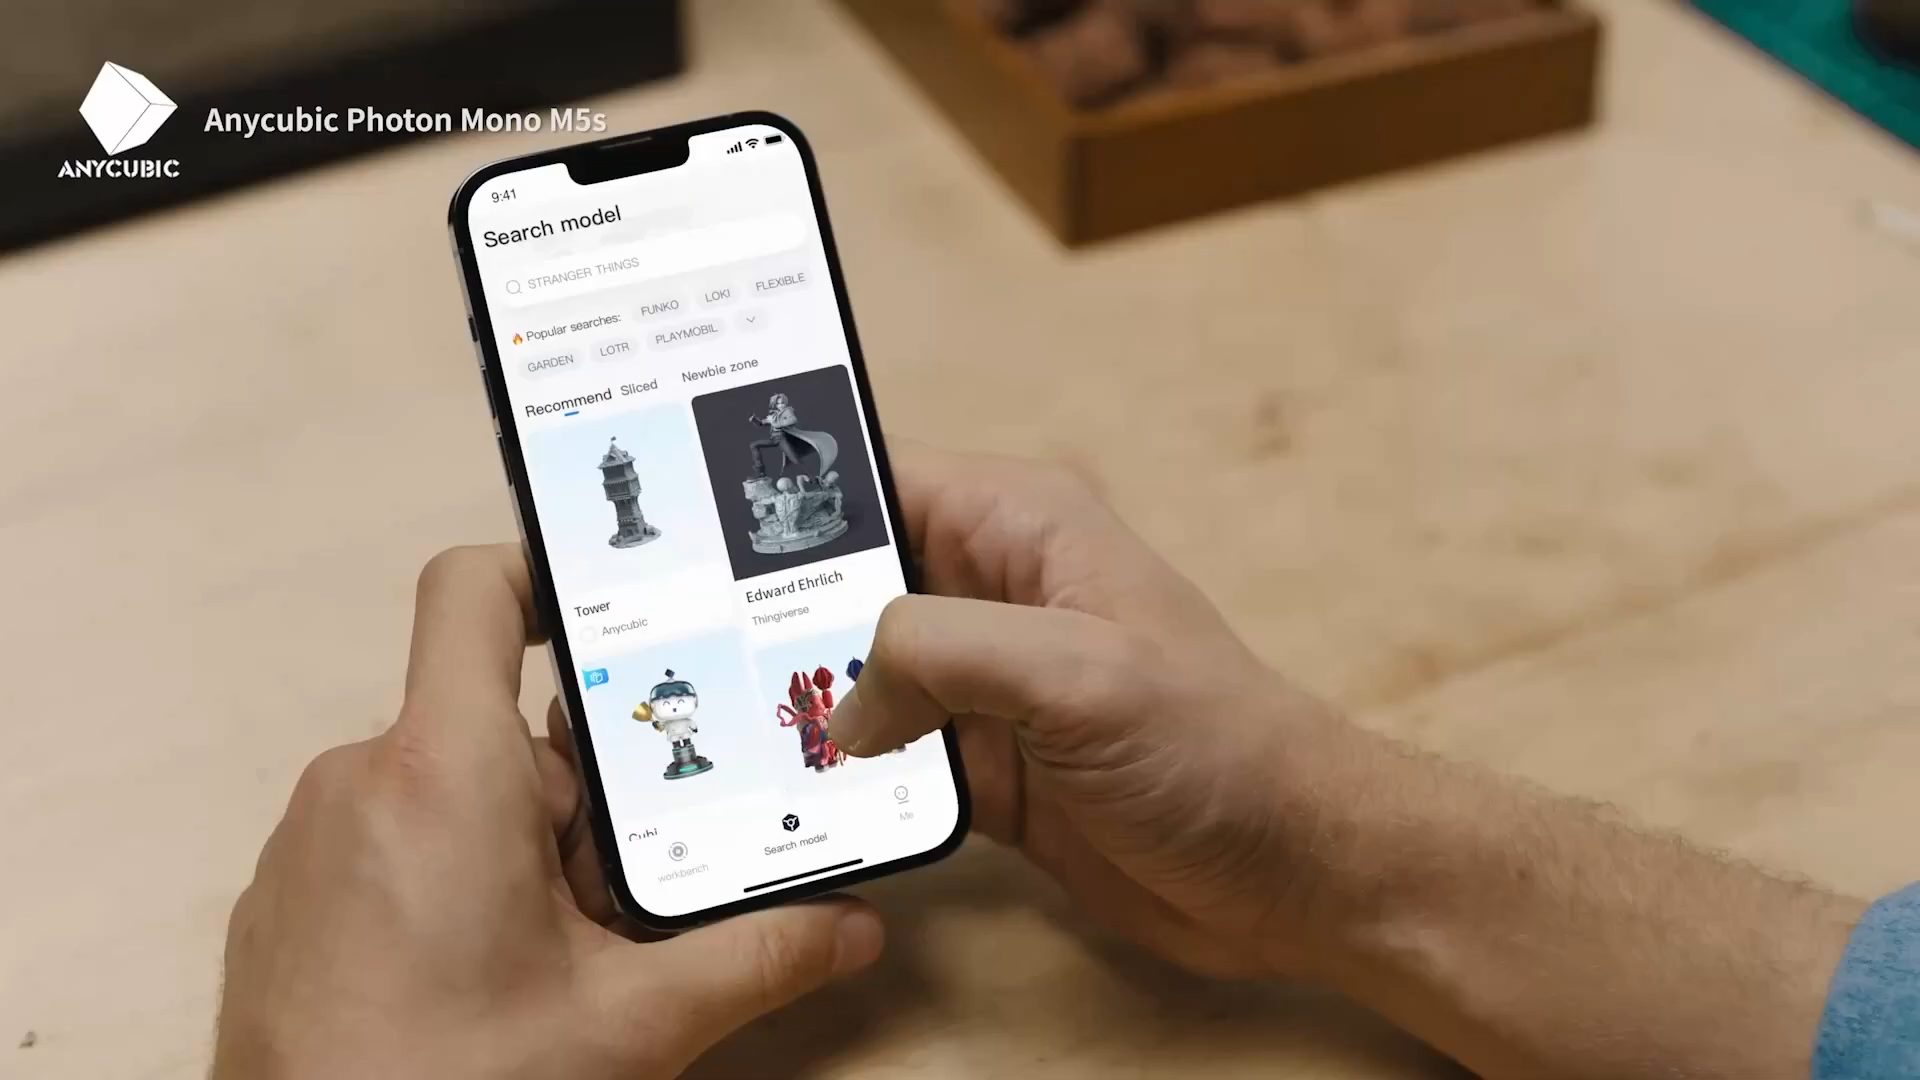 ANYCUBIC
Anycubic Photon Mono M5s
9:41
Search model
STRANGER THINGS
Popular searches:
FUNKO
LOKI
FLEXIBLE
GARDEN
LOTR
PLAYMOBIL
Recommend
Sliced
Newbie zone
Tower
Anycubic
Edward Ehrlich
Thingiverse
Cubi
workbench
Search model
Me